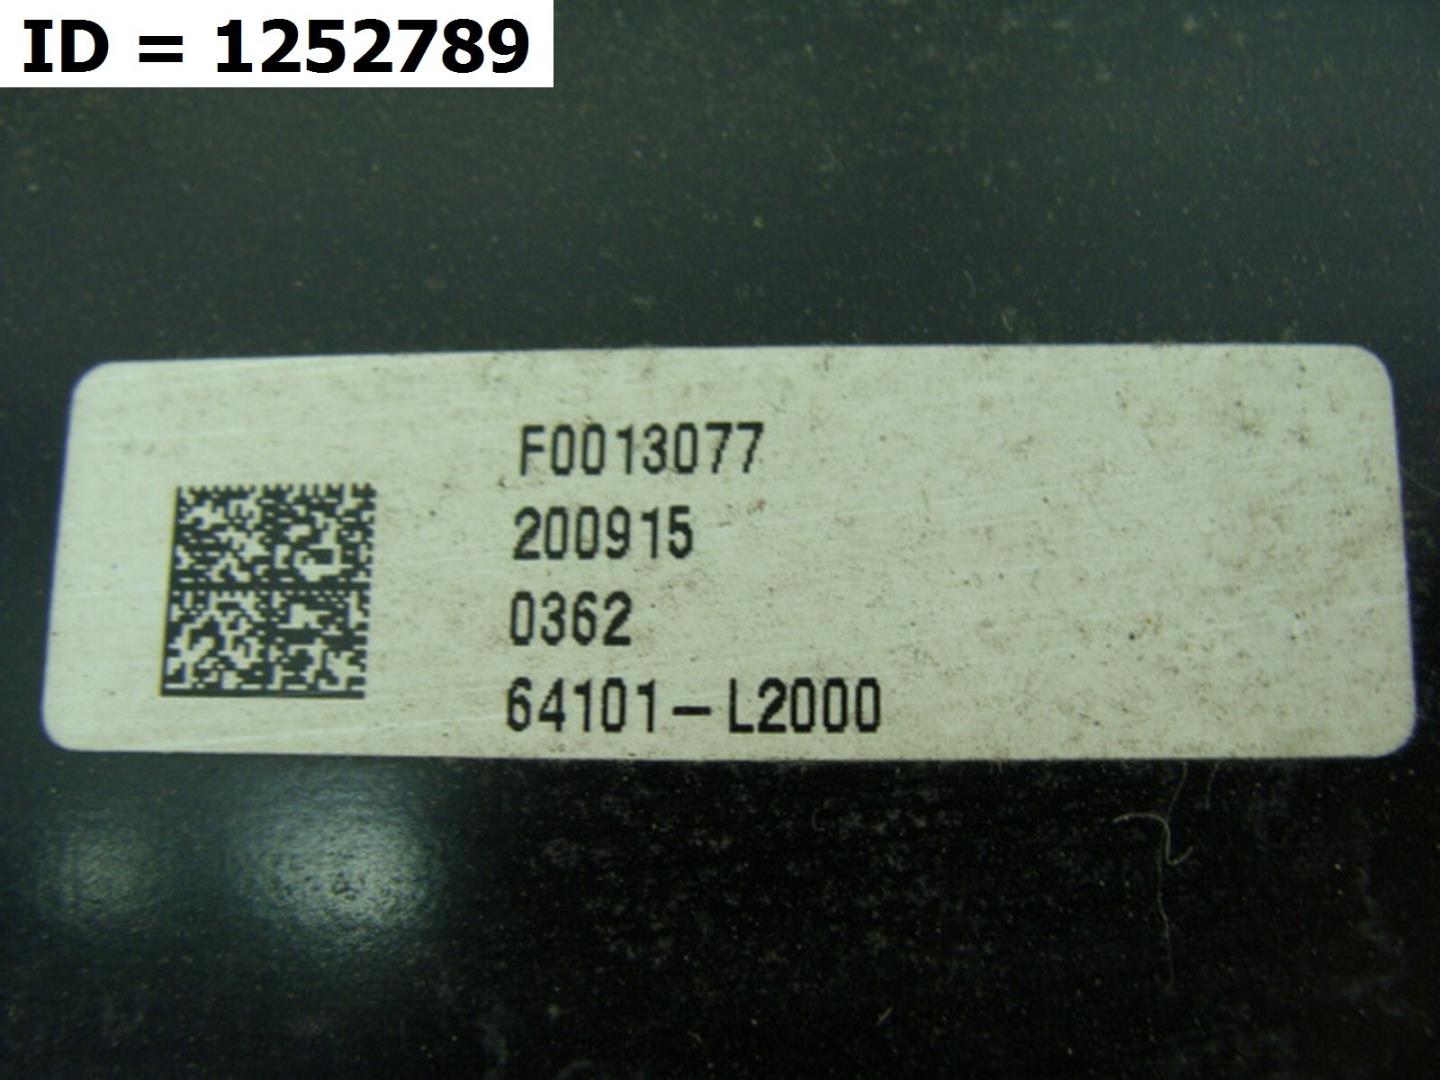 ID = 1252789
F0013077
200915
0362
64101-L2000